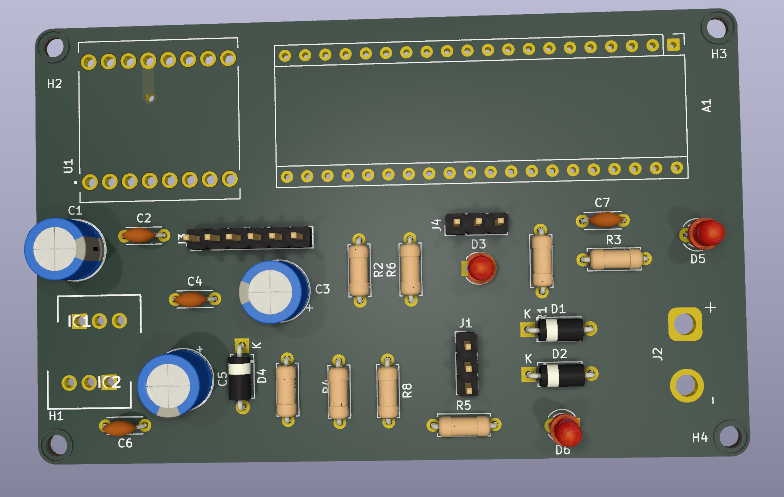 H2
H3
A1
U1
C1
C2
J3
J4
C7
D3
R3
D5
R2
R6
C4
C3
R1
D1
K
IC1
J1
K
D2
J2
+
+
K
C5
D4
R4
R8
IC2
H1
R5
C6
D6
H4